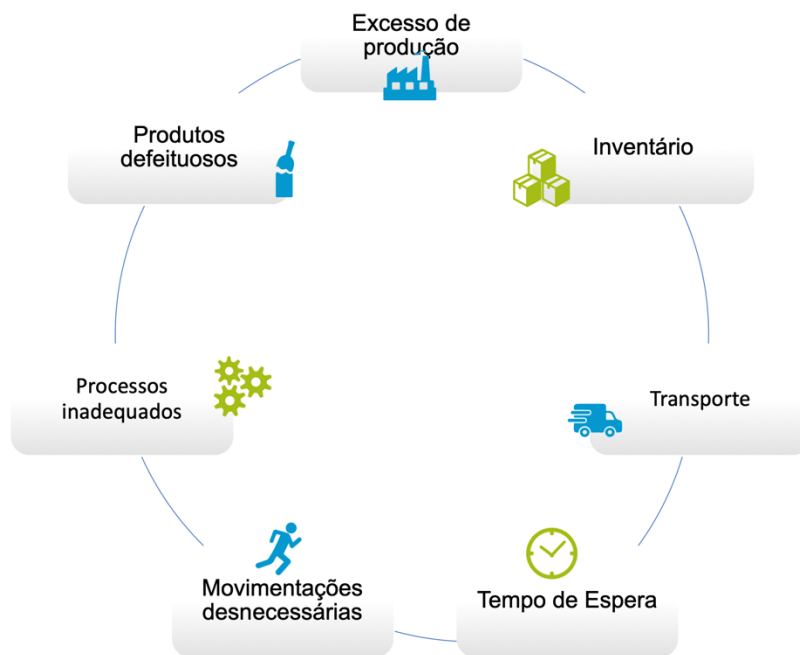 Excesso de
produção
Inventário
Transporte
Tempo de Espera
Movimentações
desnecessárias
Processos
inadequados
Produtos
defeituosos